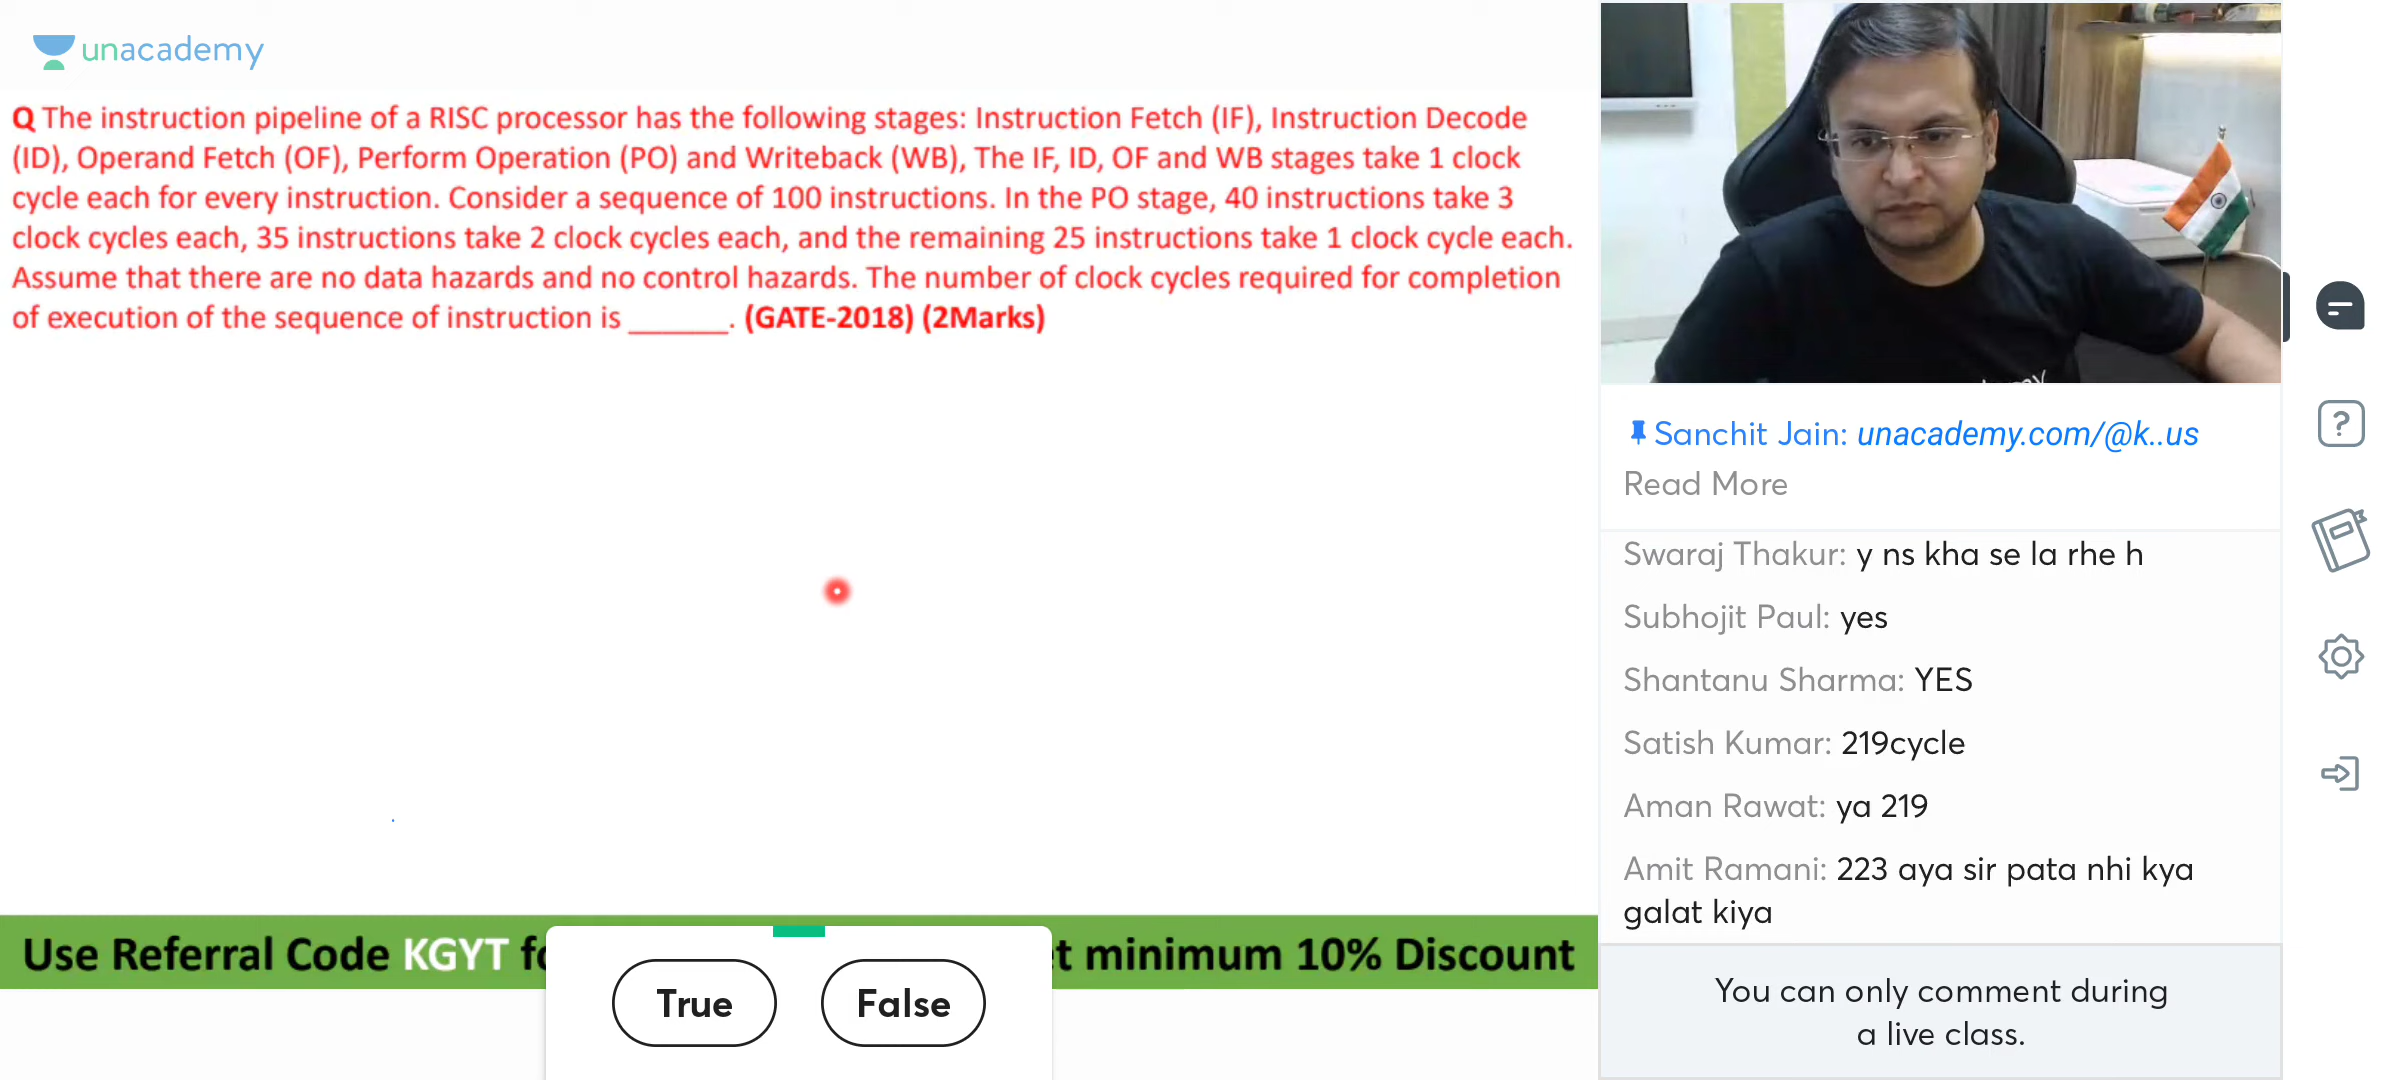 unacademy
Q The instruction pipeline of a RISC processor has the following stages: Instruction Fetch (IF), Instruction Decode
(ID), Operand Fetch (OF), Perform Operation (PO) and Writeback (WB), The IF, ID, OF and WB stages take 1 clock
cycle each for every instruction. Consider a sequence of 100 instructions. In the PO stage, 40 instructions take 3
clock cycles each, 35 instructions take 2 clock cycles each, and the remaining 25 instructions take 1 clock cycle each.
Assume that there are no data hazards and no control hazards. The number of clock cycles required for completion
of execution of the sequence of instruction is ______. (GATE-2018) (2Marks)
Use Referral Code KGYT minimum 10% Discount
True False
Sanchit Jain: unacademy.com/@k..us
Read More
Swaraj Thakur: y ns kha se la rhe h
Subhojit Paul: yes
Shantanu Sharma: YES
Satish Kumar: 219cycle
Aman Rawat: ya 219
Amit Ramani: 223 aya sir pata nhi kya
galat kiya
You can only comment during
a live class.